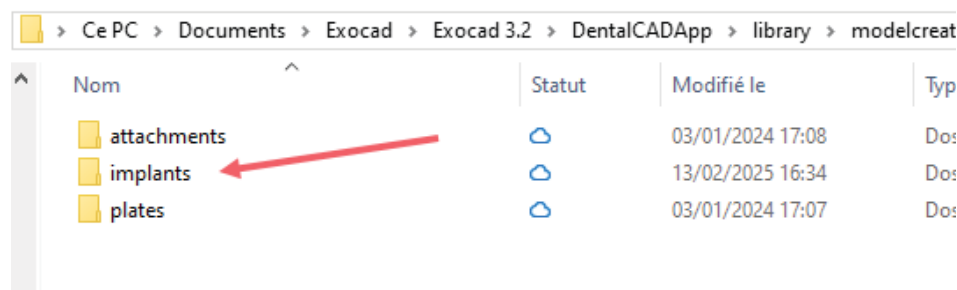 Ce PC > Documents > Exocad > Exocad 3.2 > DentalCADApp > library > modelcreat
Nom Statut Modifié le Typ
attachments 03/01/2024 17:08 Dos
implants 13/02/2025 16:34 Dos
plates 03/01/2024 17:07 Dos